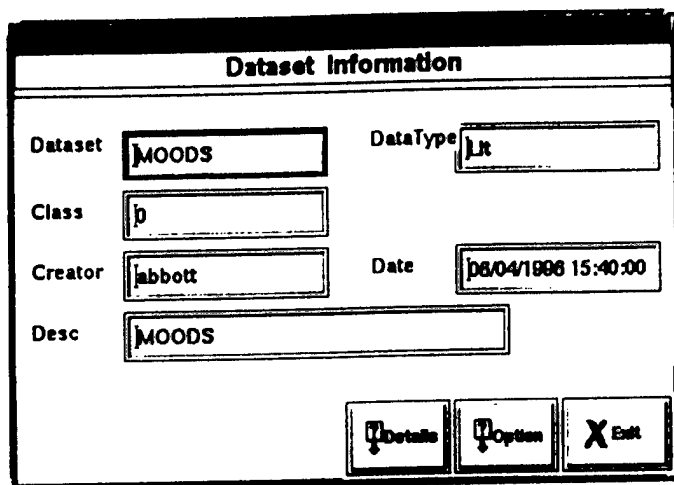 Dataset Information
Dataset MOODS DataType Lit
Class 0
Creator abbott Date 06/04/1996 15:40:00
Desc MOODS
Details Option X Exit